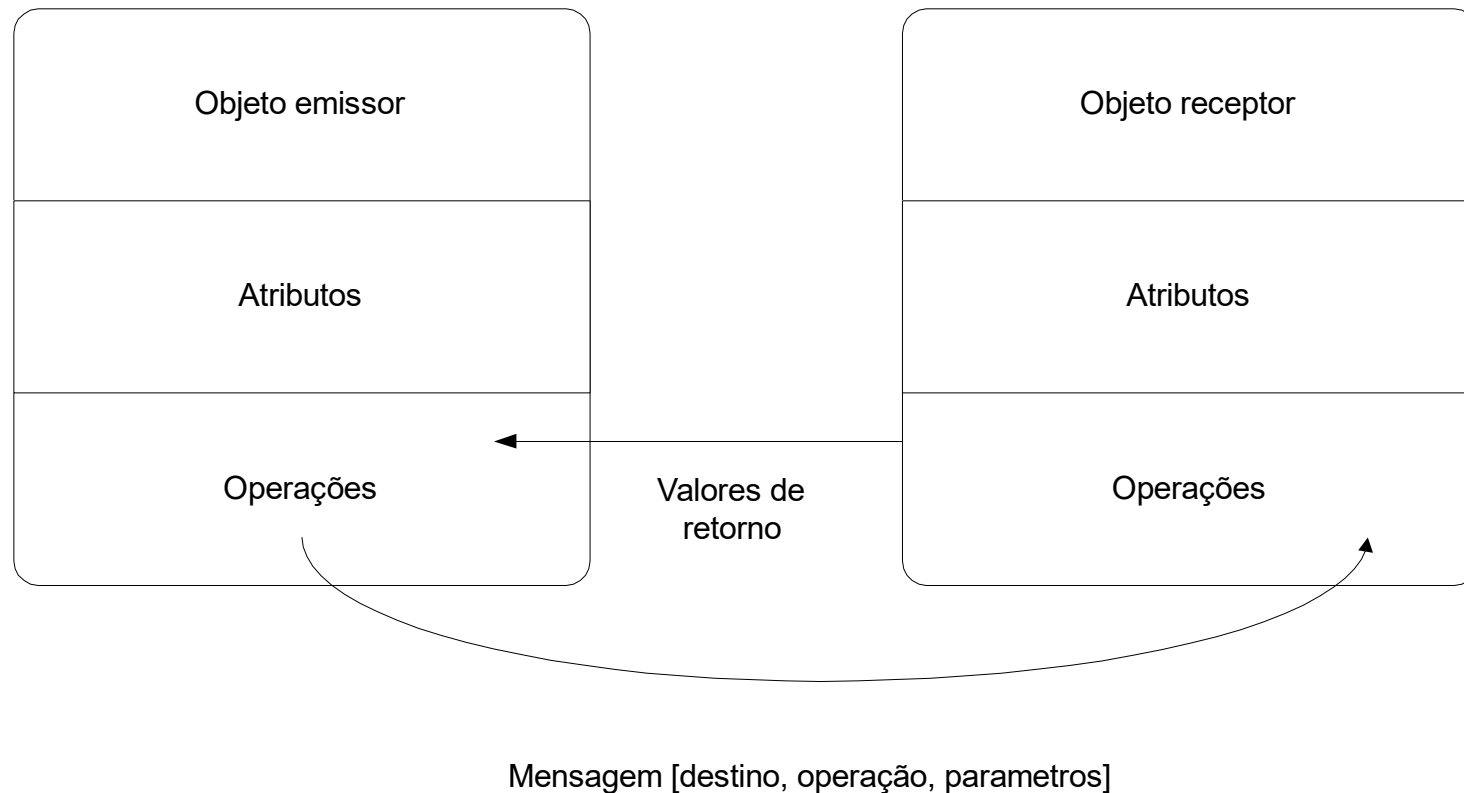 Objeto emissor
Objeto receptor
Atributos
Atributos
Operações
Valores de
retorno
Operações
Mensagem [destino, operação, parametros]